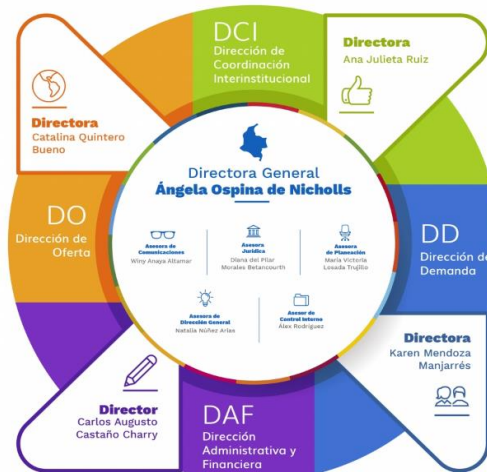 DCI
Dirección de
Coordinación
Interinstitucional
Directora
Ana Julieta Ruiz
Directora
Catalina Quintero
Bueno
Directora General
Ángela Ospina de Nicholls
Asesora de
Comunicaciones
Winy Anaya Altamar
Asesora
Jurídica
Diana del Pilar
Morales Betancourth
Asesora
de Planeación
María Victoria
Losada Trujillo
Asesora de
Dirección General
Natalia Núñez Arias
Asesor de
Control Interno
Álex Rodríguez
DO
Dirección de
Oferta
DD
Dirección de
Demanda
Directora
Karen Mendoza
Manjarrés
Director
Carlos Augusto
Castaño Charry
DAF
Dirección
Administrativa y
Financiera